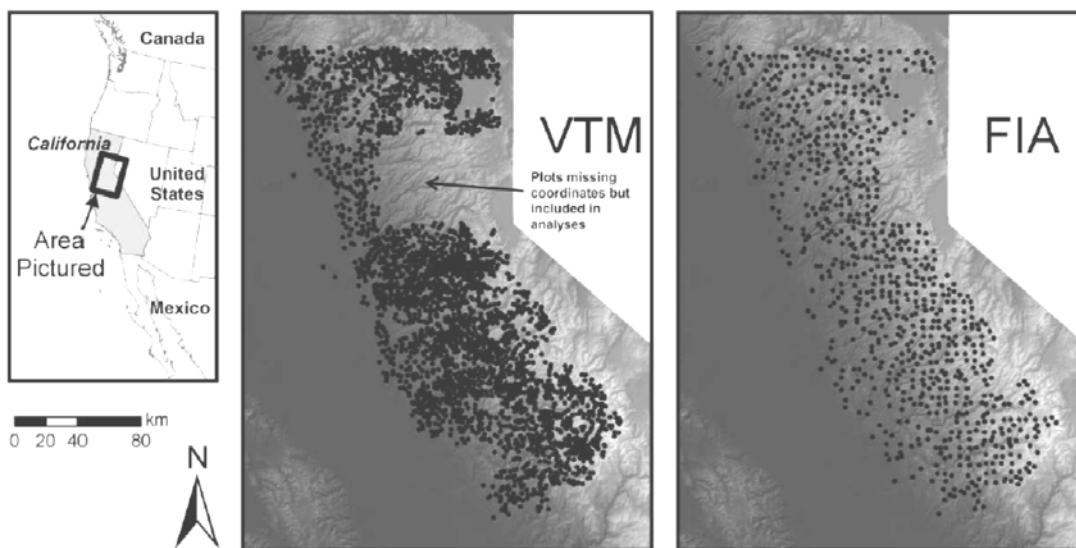 Canada
California
United
States
Area
Pictured
Mexico
km
0 20 40 80
N
VTM
Plots missing
coordinates but
included in
analyses
FIA